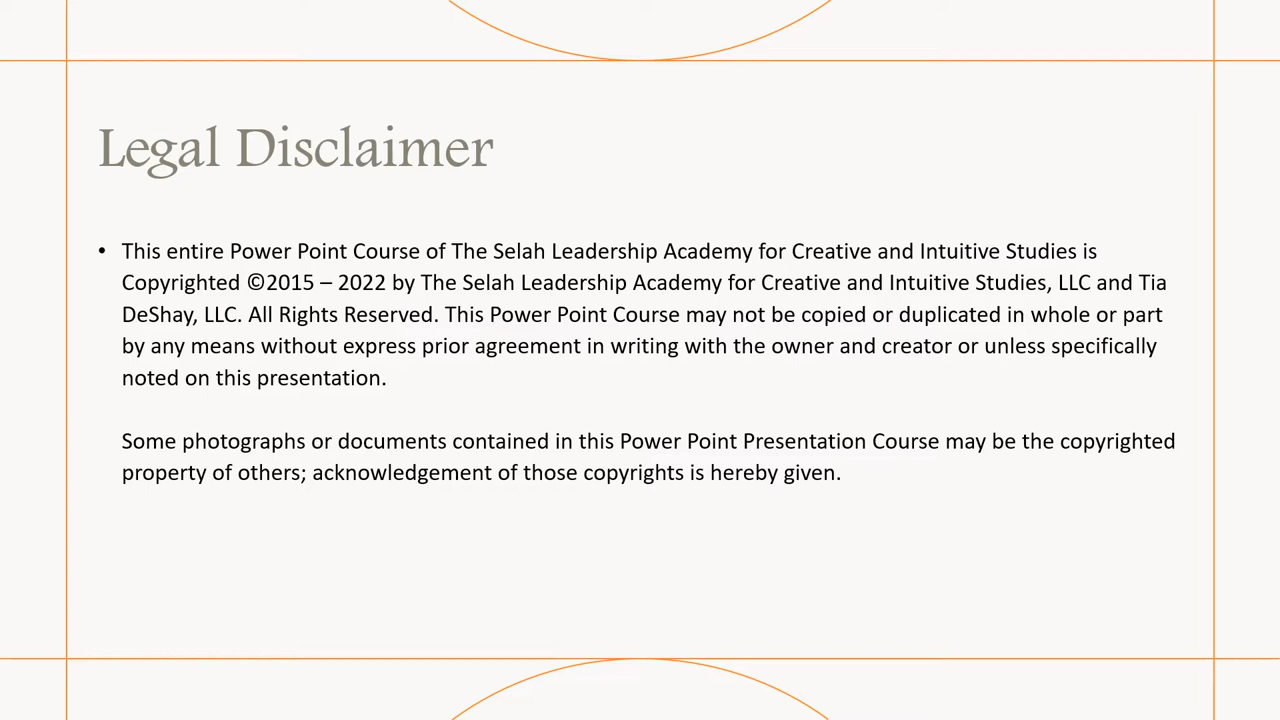 Legal Disclaimer
• This entire Power Point Course of The Selah Leadership Academy for Creative and Intuitive Studies is
Copyrighted ©2015 – 2022 by The Selah Leadership Academy for Creative and Intuitive Studies, LLC and Tia
DeShay, LLC. All Rights Reserved. This Power Point Course may not be copied or duplicated in whole or part
by any means without express prior agreement in writing with the owner and creator or unless specifically
noted on this presentation.
Some photographs or documents contained in this Power Point Presentation Course may be the copyrighted
property of others; acknowledgement of those copyrights is hereby given.